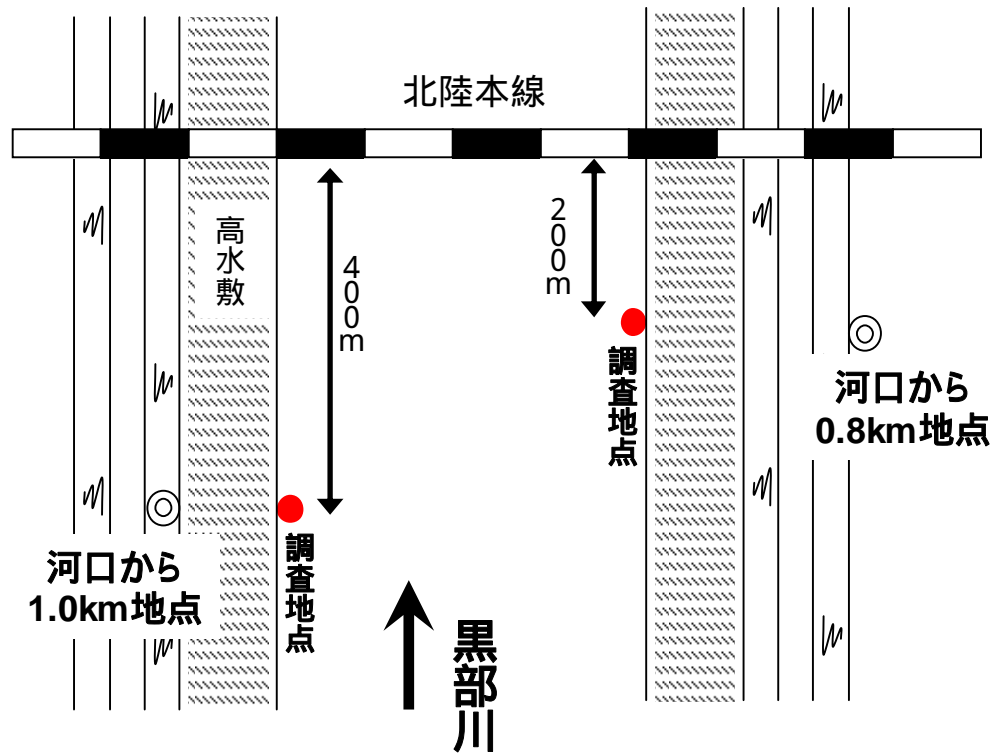 北陸本線
高水敷
400m
200m
調査地点
河口から
0.8km地点
調査地点
河口から
1.0km地点
黒部川